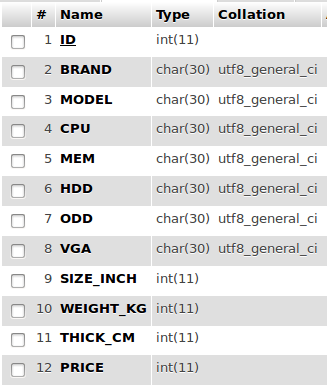 # Name Type Collation
1 ID int(11)
2 BRAND char(30) utf8_general_ci
3 MODEL char(30) utf8_general_ci
4 CPU char(30) utf8_general_ci
5 MEM char(30) utf8_general_ci
6 HDD char(30) utf8_general_ci
7 ODD char(30) utf8_general_ci
8 VGA char(30) utf8_general_ci
9 SIZE_INCH int(11)
10 WEIGHT_KG int(11)
11 THICK_CM int(11)
12 PRICE int(11)